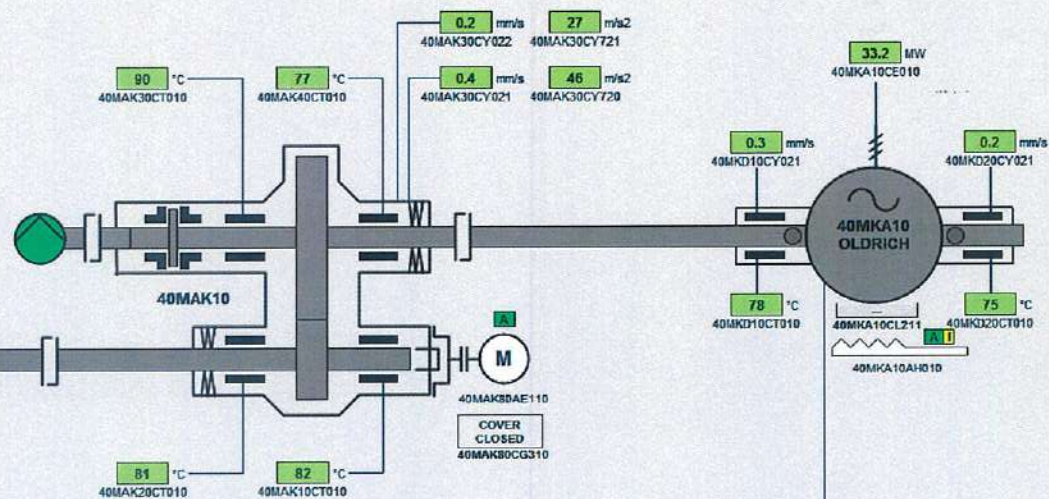 0.2 mm/s 27 m/s2
40MAK30CY022 40MAK30CY721
33.2 MW
40MKA10CE010
90 °C 77 °C 0.4 mm/s 46 m/s2
40MAK30CT010 40MAK40CT010 40MAK30CY021 40MAK30CY720
0.3 mm/s 0.2 mm/s
40MKD10CY021 40MKD20CY021
40MKA10
OLDRICH
40MAK10
78 °C 75 °C
40MKD10CT010 40MKD20CT010
40MKA10CL211
A
A I
M
40MKA10AH010
40MAK80AE110
COVER
CLOSED
40MAK80CG310
81 °C 82 °C
40MAK20CT010 40MAK10CT010